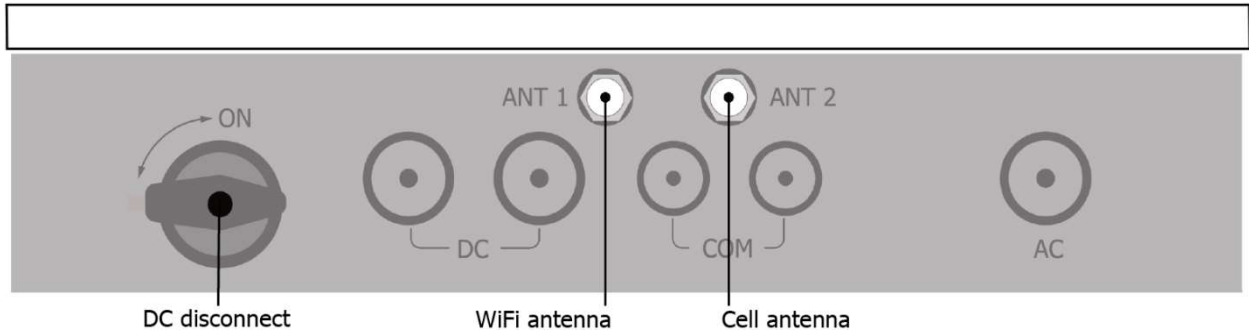 ANT 1
ANT 2
ON
DC
COM
AC
DC disconnect
WiFi antenna
Cell antenna